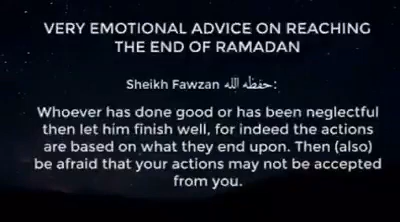 VERY EMOTIONAL ADVICE ON REACHING
THE END OF RAMADAN
Sheikh Fawzan حفظه الله:
Whoever has done good or has been neglectful
then let him finish well, for indeed the actions
are based on what they end upon. Then (also)
be afraid that your actions may not be accepted
from you.